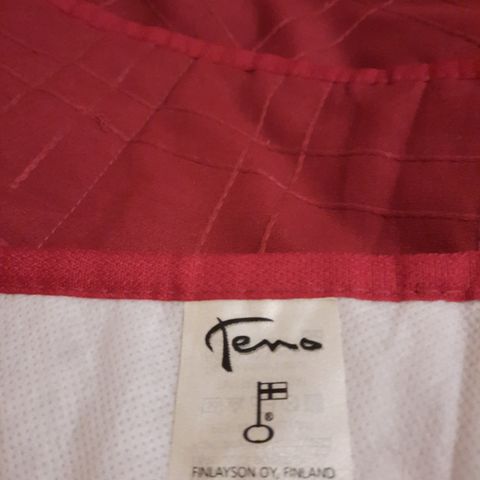 Teno
®
FINLAYSON OY, FINLAND